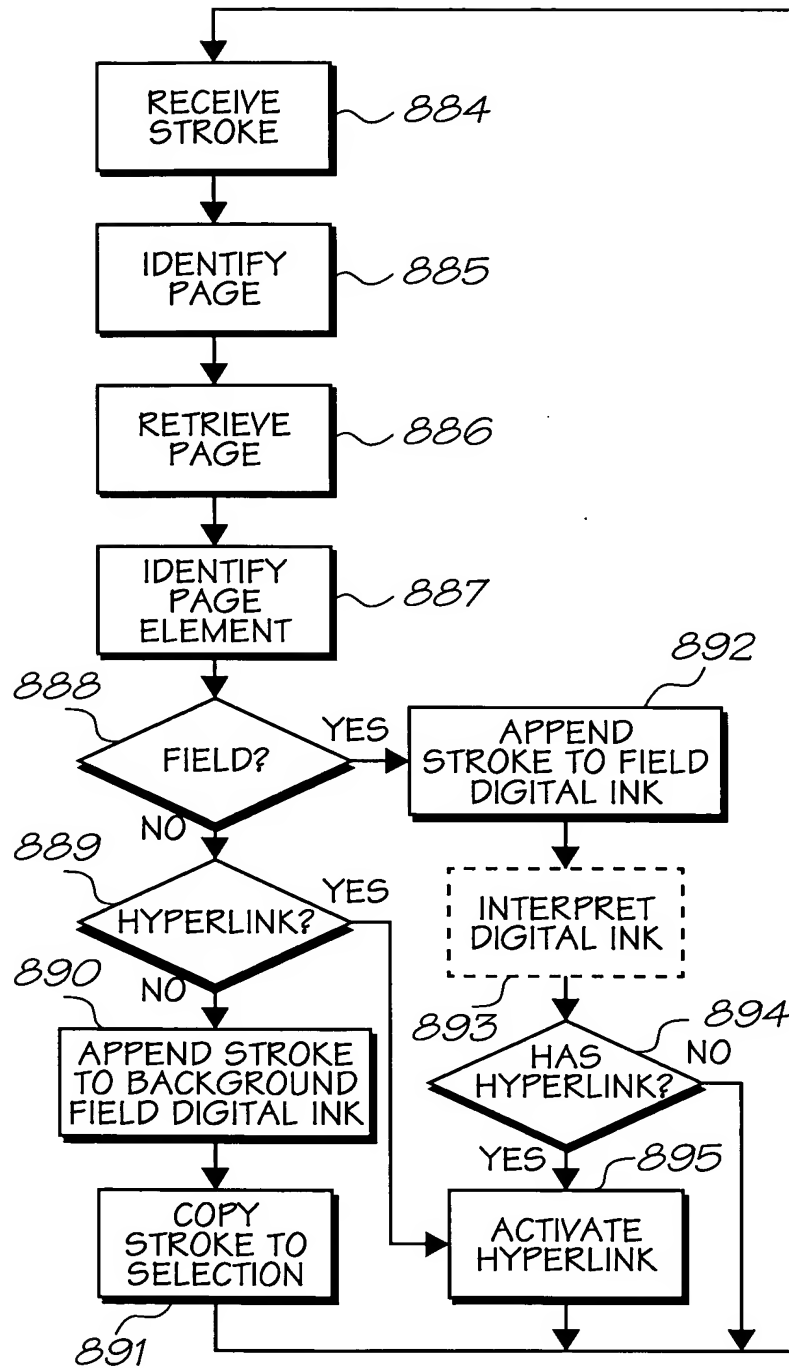 RECEIVE
STROKE
884
IDENTIFY
PAGE
885
RETRIEVE
PAGE
886
IDENTIFY
PAGE
ELEMENT
887
888
FIELD?
YES
NO
892
APPEND
STROKE TO FIELD
DIGITAL INK
889
HYPERLINK?
YES
NO
INTERPRET
DIGITAL INK
893
890
APPEND STROKE
TO BACKGROUND
FIELD DIGITAL INK
894
HAS
HYPERLINK?
NO
YES
895
COPY
STROKE TO
SELECTION
891
ACTIVATE
HYPERLINK